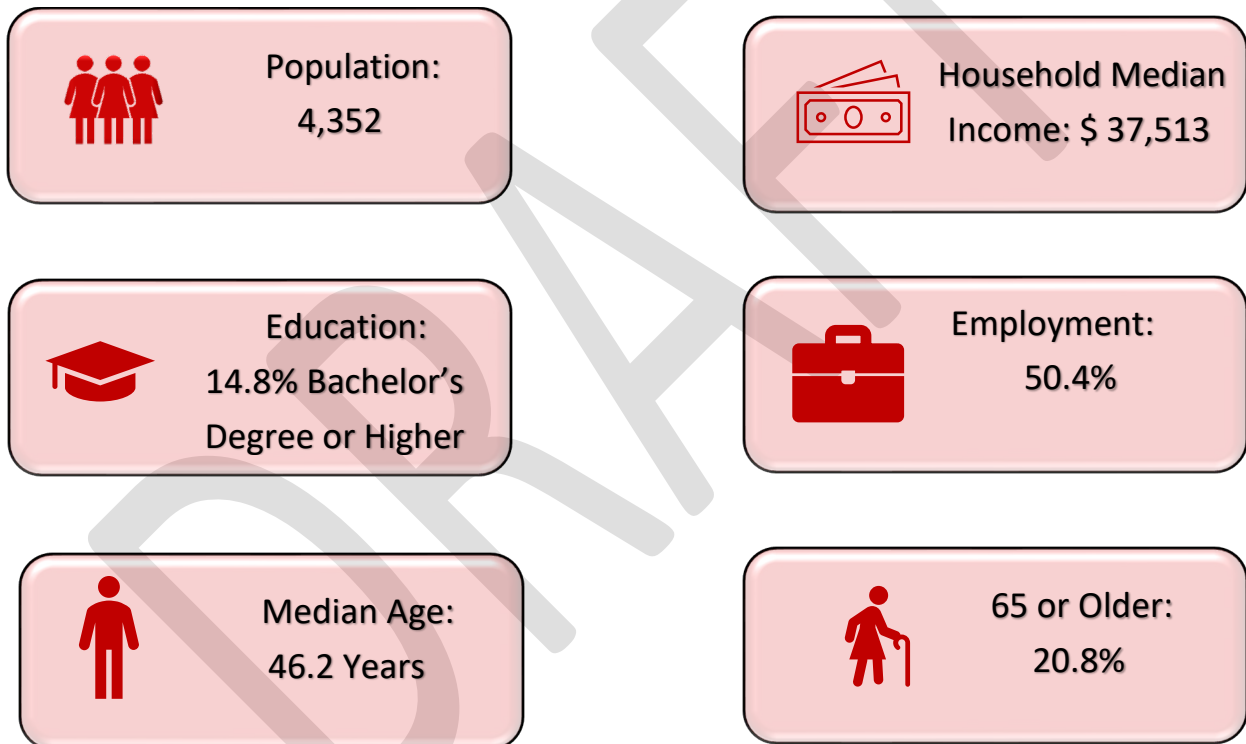 Population:
4,352
Household Median
Income: $ 37,513
Education:
14.8% Bachelor’s
Degree or Higher
Employment:
50.4%
Median Age:
46.2 Years
65 or Older:
20.8%
DRAFT